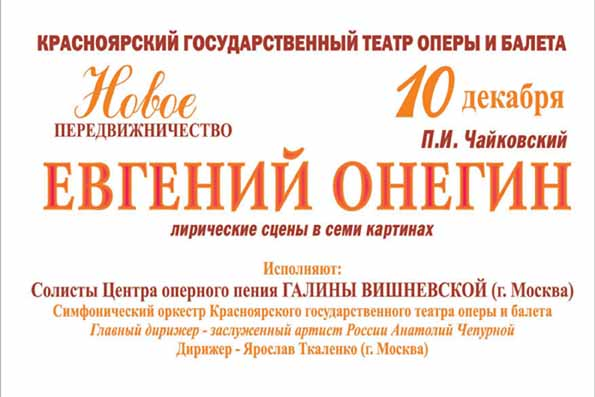 КРАСНОЯРСКИЙ ГОСУДАРСТВЕННЫЙ ТЕАТР ОПЕРЫ И БАЛЕТА
Новое
ПЕРЕДВИЖНИЧЕСТВО
10 декабря
П.И. Чайковский
ЕВГЕНИЙ ОНЕГИН
лирические сцены в семи картинах
Исполняют:
Солисты Центра оперного пения ГАЛИНЫ ВИШНЕВСКОЙ (г. Москва)
Симфонический оркестр Красноярского государственного театра оперы и балета
Главный дирижер - заслуженный артист России Анатолий Чепурной
Дирижер - Ярослав Ткаленко (г. Москва)